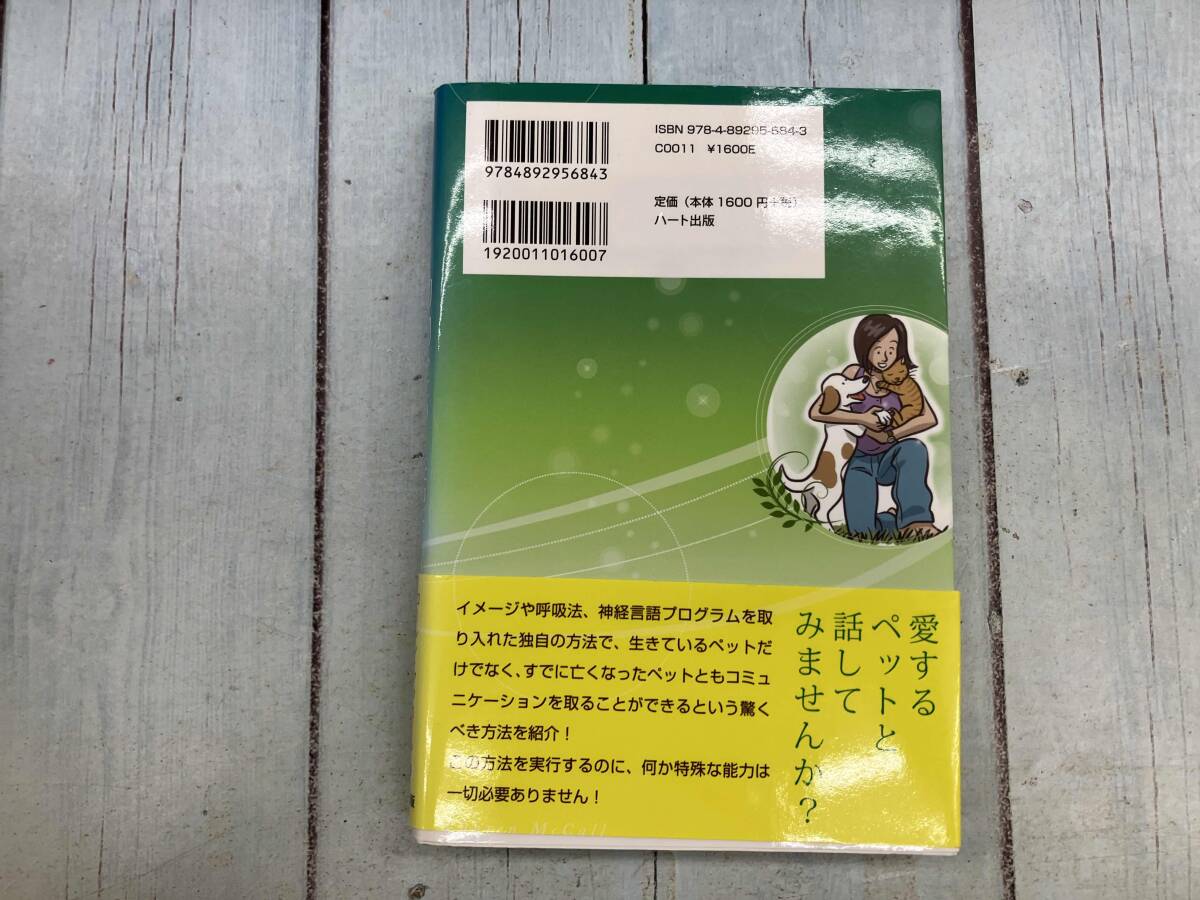 ISBN 978-4-89295-684-3
C0011 ¥1600E
9784892956843
定価（本体 1600 円+税）
ハート出版
1920011016007
愛する
ペットと
話して
みませんか？
イメージや呼吸法、神経言語プログラムを取
り入れた独自の方法で、生きているペットだ
けでなく、すでに亡くなったペットともコミュ
ニケーションを取ることができるという驚く
べき方法を紹介！
この方法を実行するのに、何か特殊な能力は
一切必要ありません！
McCall